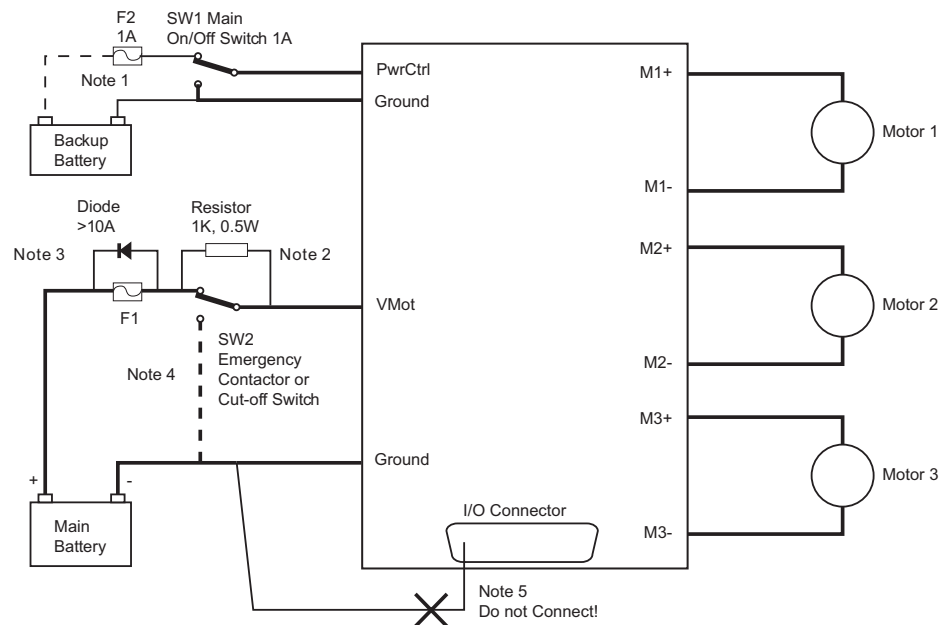 F2
1A
SW1 Main
On/Off Switch 1A
Note 1
Backup
Battery
PwrCtrl
Ground
M1+
Motor 1
M1-
Diode
>10A
Resistor
1K, 0.5W
Note 3
Note 2
F1
VMot
M2+
Motor 2
M2-
SW2
Emergency
Contactor or
Cut-off Switch
Note 4
Ground
M3+
Motor 3
M3-
+
-
Main
Battery
I/O Connector
Note 5
Do not Connect!